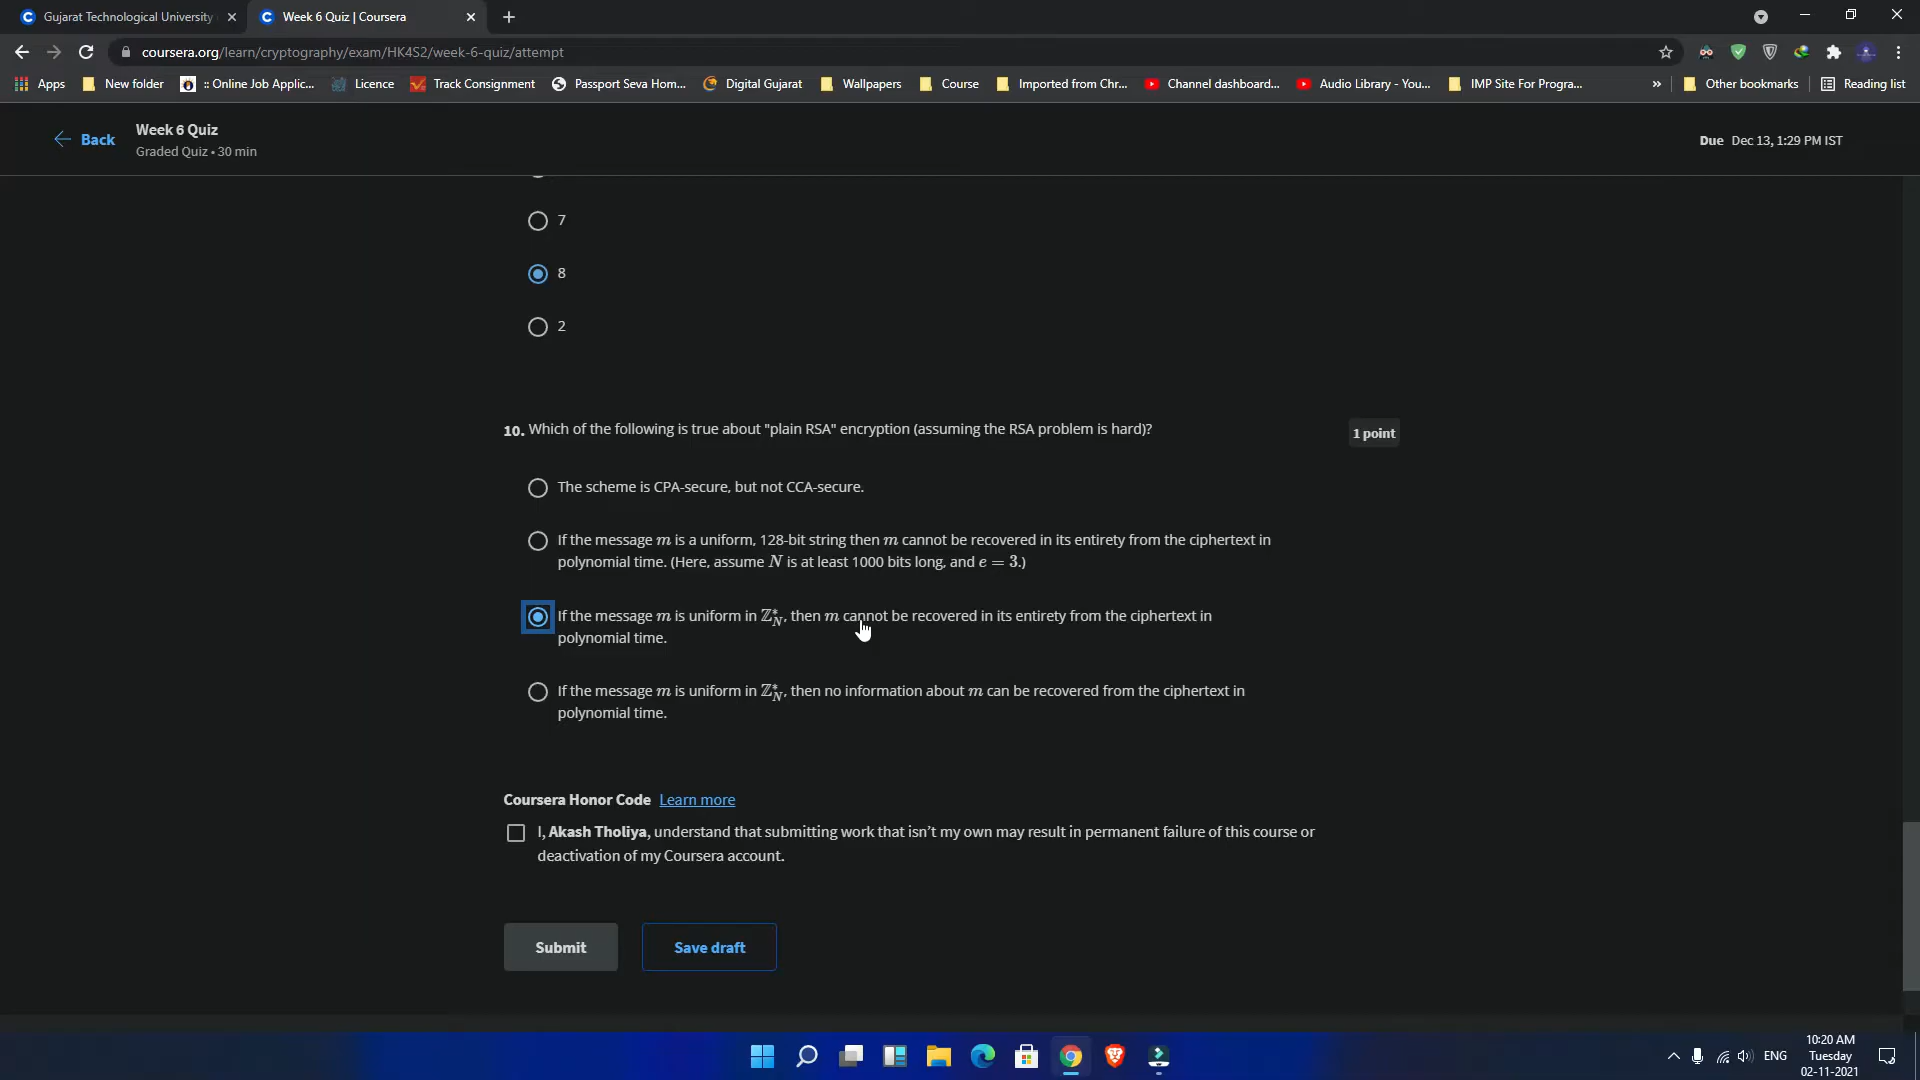 Gujarat Technological University
Week 6 Quiz | Coursera
coursera.org/learn/cryptography/exam/HK4S2/week-6-quiz/attempt
Apps
New folder
:: Online Job Applic...
Licence
Track Consignment
Passport Seva Hom...
Digital Gujarat
Wallpapers
Course
Imported from Chr...
Channel dashboard...
Audio Library - You...
IMP Site For Progra...
»
Other bookmarks
Reading list
Back
Week 6 Quiz
Graded Quiz • 30 min
Due Dec 13, 1:29 PM IST
7
8
2
10. Which of the following is true about "plain RSA" encryption (assuming the RSA problem is hard)?
1 point
The scheme is CPA-secure, but not CCA-secure.
If the message m is a uniform, 128-bit string then m cannot be recovered in its entirety from the ciphertext in
polynomial time. (Here, assume N is at least 1000 bits long, and e = 3.)
If the message m is uniform in ℤ*_N, then m cannot be recovered in its entirety from the ciphertext in
polynomial time.
If the message m is uniform in ℤ*_N, then no information about m can be recovered from the ciphertext in
polynomial time.
Coursera Honor Code Learn more
I, Akash Tholiya, understand that submitting work that isn't my own may result in permanent failure of this course or
deactivation of my Coursera account.
Submit
Save draft
ENG
10:20 AM
Tuesday
02-11-2021